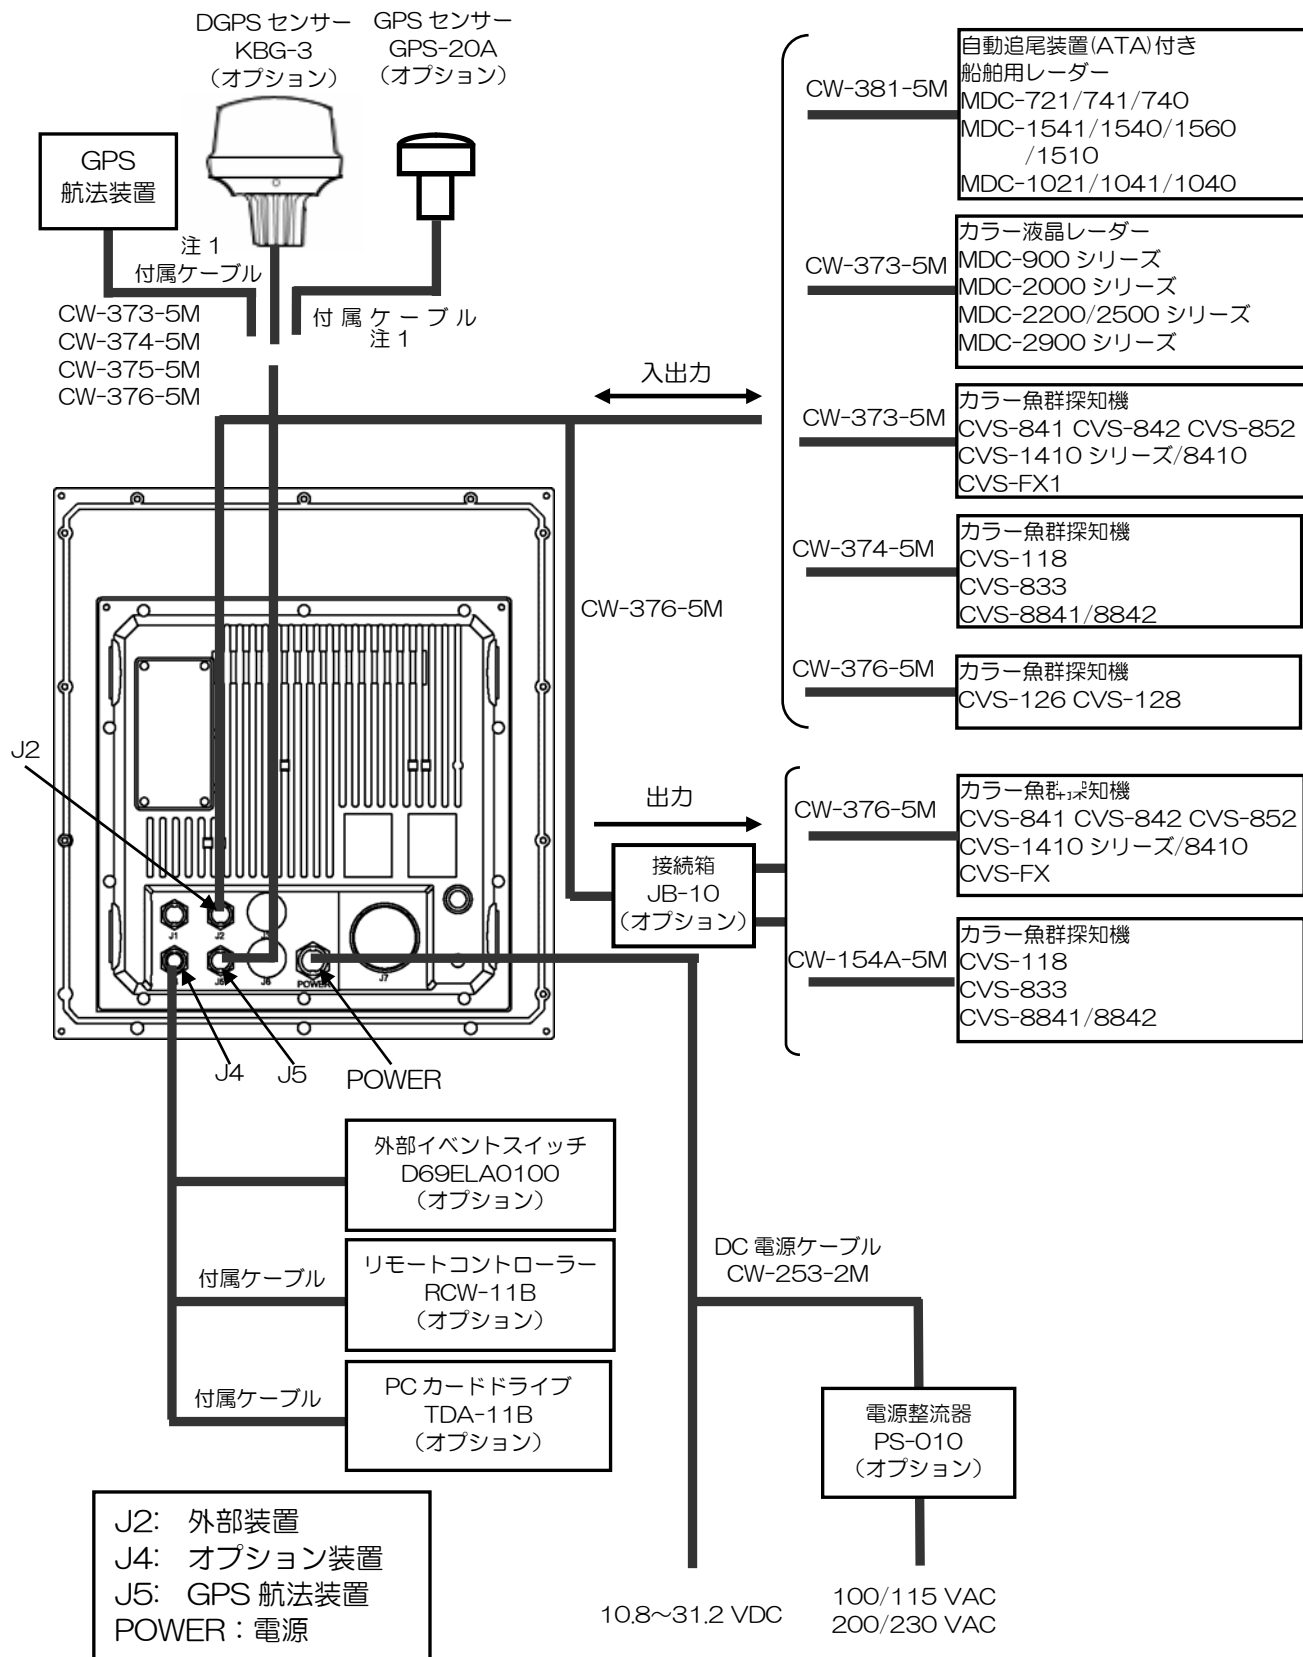 DGPS センサー
KBG-3
（オプション）
GPS センサー
GPS-20A
（オプション）
GPS
航法装置
注 1
付属ケーブル
CW-373-5M
CW-374-5M
CW-375-5M
CW-376-5M
付 属 ケ ー ブ ル
注 1
入出力
CW-381-5M
自動追尾装置(ATA)付き
船舶用レーダー
MDC-721/741/740
MDC-1541/1540/1560
/1510
MDC-1021/1041/1040
CW-373-5M
カラー液晶レーダー
MDC-900 シリーズ
MDC-2000 シリーズ
MDC-2200/2500 シリーズ
MDC-2900 シリーズ
CW-373-5M
カラー魚群探知機
CVS-841 CVS-842 CVS-852
CVS-1410 シリーズ/8410
CVS-FX1
CW-374-5M
カラー魚群探知機
CVS-118
CVS-833
CVS-8841/8842
CW-376-5M
カラー魚群探知機
CVS-126 CVS-128
CW-376-5M
出力
接続箱
JB-10
（オプション）
CW-376-5M
カラー魚群探知機
CVS-841 CVS-842 CVS-852
CVS-1410 シリーズ/8410
CVS-FX
CW-154A-5M
カラー魚群探知機
CVS-118
CVS-833
CVS-8841/8842
J2
J1
J2
J5
J6
POWER
J7
J4
J5
POWER
外部イベントスイッチ
D69ELA0100
（オプション）
付属ケーブル
リモートコントローラー
RCW-11B
（オプション）
付属ケーブル
PC カードドライブ
TDA-11B
（オプション）
DC 電源ケーブル
CW-253-2M
電源整流器
PS-010
（オプション）
10.8～31.2 VDC
100/115 VAC
200/230 VAC
J2: 外部装置
J4: オプション装置
J5: GPS 航法装置
POWER：電源